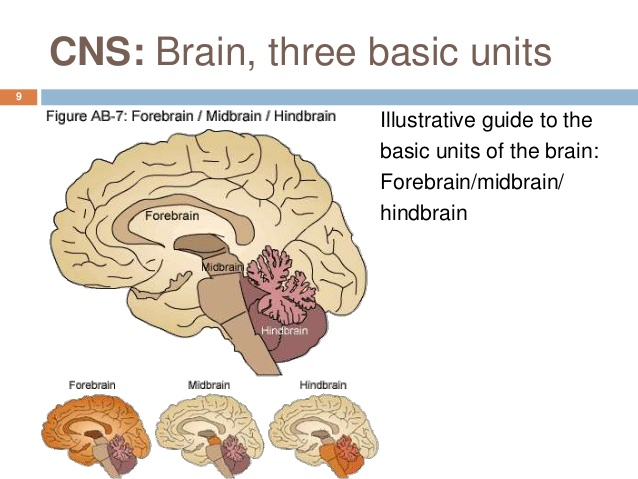 CNS: Brain, three basic units
9
Figure AB-7: Forebrain / Midbrain / Hindbrain
Illustrative guide to the
basic units of the brain:
Forebrain/midbrain/
hindbrain
Forebrain
Midbrain
Hindbrain
Forebrain Midbrain Hindbrain